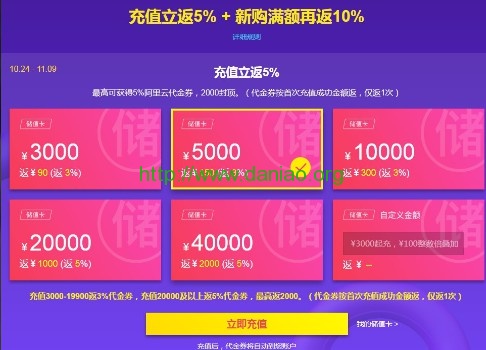 充值立返5% + 新购满额再返10%
详细规则
10.24 - 11.09
充值立返5%
最高可获得5%阿里云代金券，2000封顶。（代金券按首次充值成功金额返，仅返1次）
储值卡
¥3000
返¥90 (返 3%)
储值卡
¥5000
返¥150 (返3%)
储值卡
¥10000
返¥300 (返 3%)
http://www.daniao.org
储值卡
¥20000
返¥1000 (返 5%)
储值卡
¥40000
返¥2000 (返 5%)
储值卡 自定义金额
¥3000起充，¥100整数倍叠加
返 ¥ --
充值3000-19900返3%代金券，充值20000及以上返5%代金券，最高返2000。（代金券按首次充值成功金额返，仅返1次）
立即充值
我的储值卡 >
充值后，代金券将自动到您账户
储
储
储
储
储
储